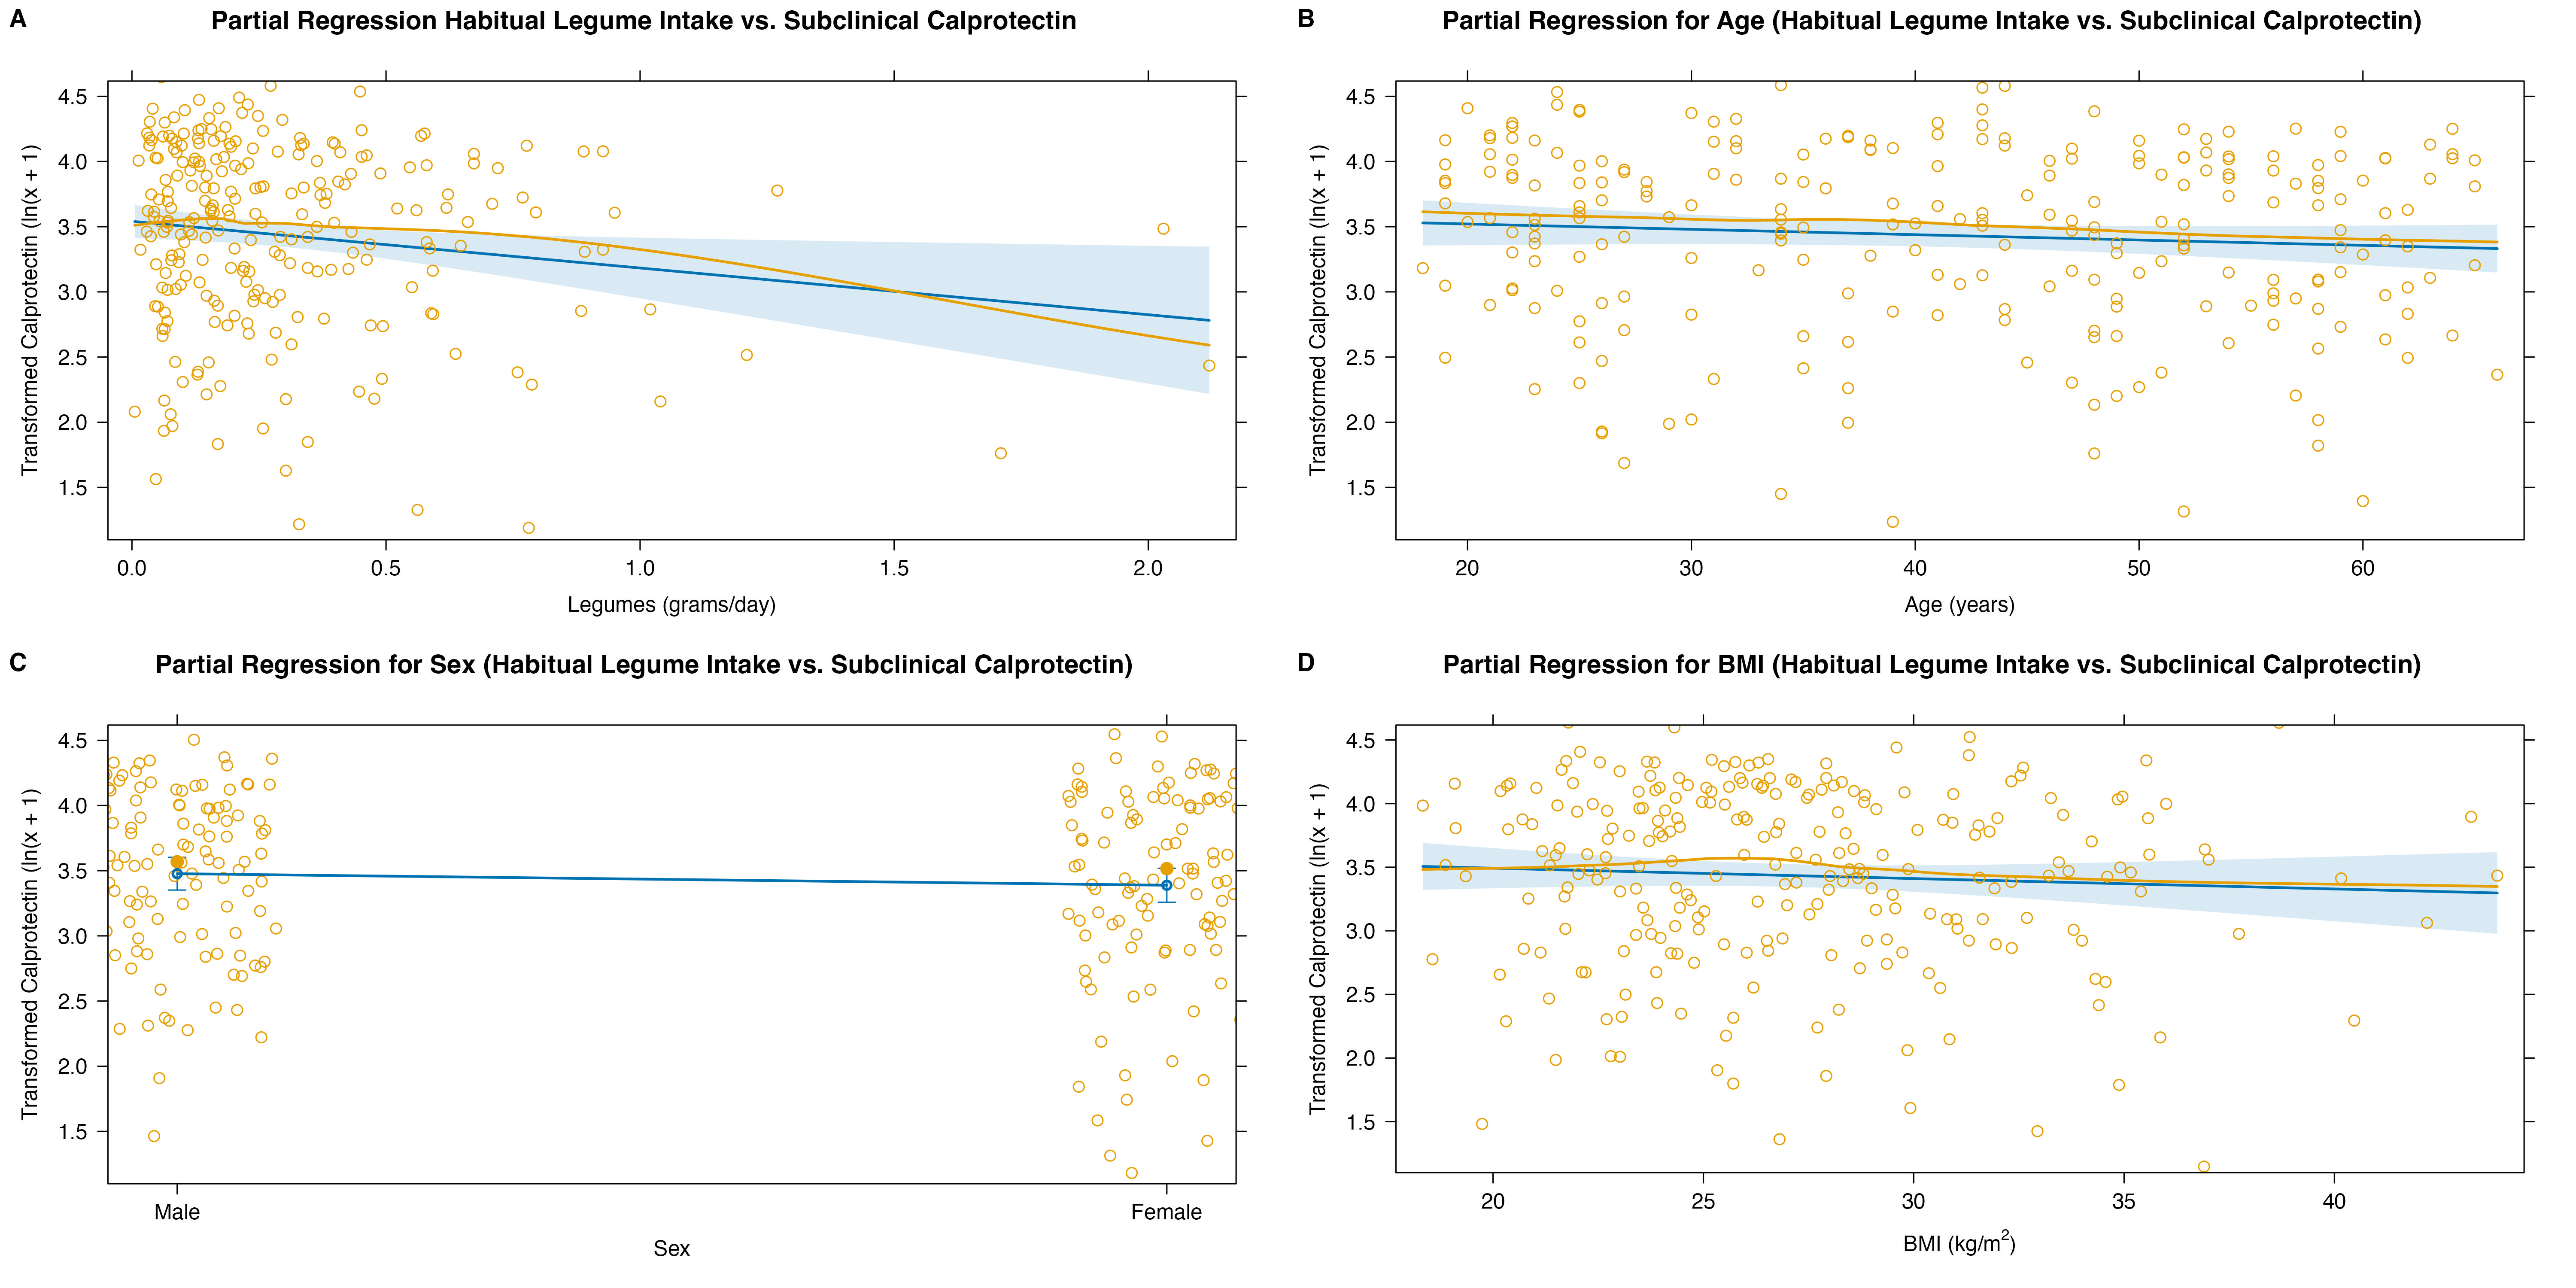 A
Partial Regression Habitual Legume Intake vs. Subclinical Calprotectin
Transformed Calprotectin (ln(x + 1)
4.5
4.0
3.5
3.0
2.5
2.0
1.5
0.0 0.5 1.0 1.5 2.0
Legumes (grams/day)
B
Partial Regression for Age (Habitual Legume Intake vs. Subclinical Calprotectin)
Transformed Calprotectin (ln(x + 1)
4.5
4.0
3.5
3.0
2.5
2.0
1.5
20 30 40 50 60
Age (years)
C
Partial Regression for Sex (Habitual Legume Intake vs. Subclinical Calprotectin)
Transformed Calprotectin (ln(x + 1)
4.5
4.0
3.5
3.0
2.5
2.0
1.5
Male Female
Sex
D
Partial Regression for BMI (Habitual Legume Intake vs. Subclinical Calprotectin)
Transformed Calprotectin (ln(x + 1)
4.5
4.0
3.5
3.0
2.5
2.0
1.5
20 25 30 35 40
BMI (kg/m²)